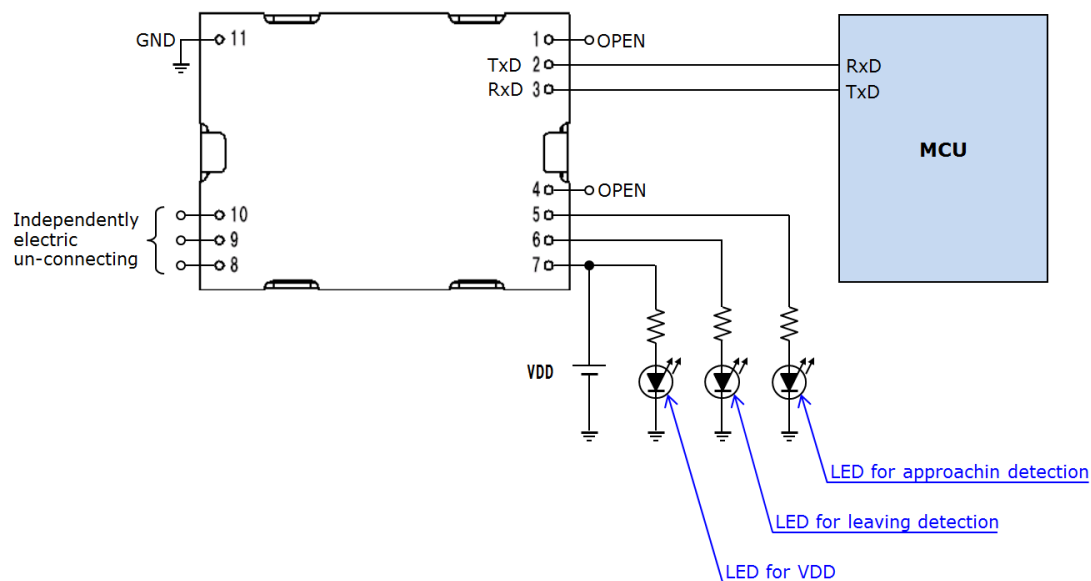 GND
11
1
OPEN
TxD
2
RxD
RxD
3
TxD
MCU
4
OPEN
Independently
electric
un-connecting
10
9
8
5
6
7
VDD
LED for approachin detection
LED for leaving detection
LED for VDD